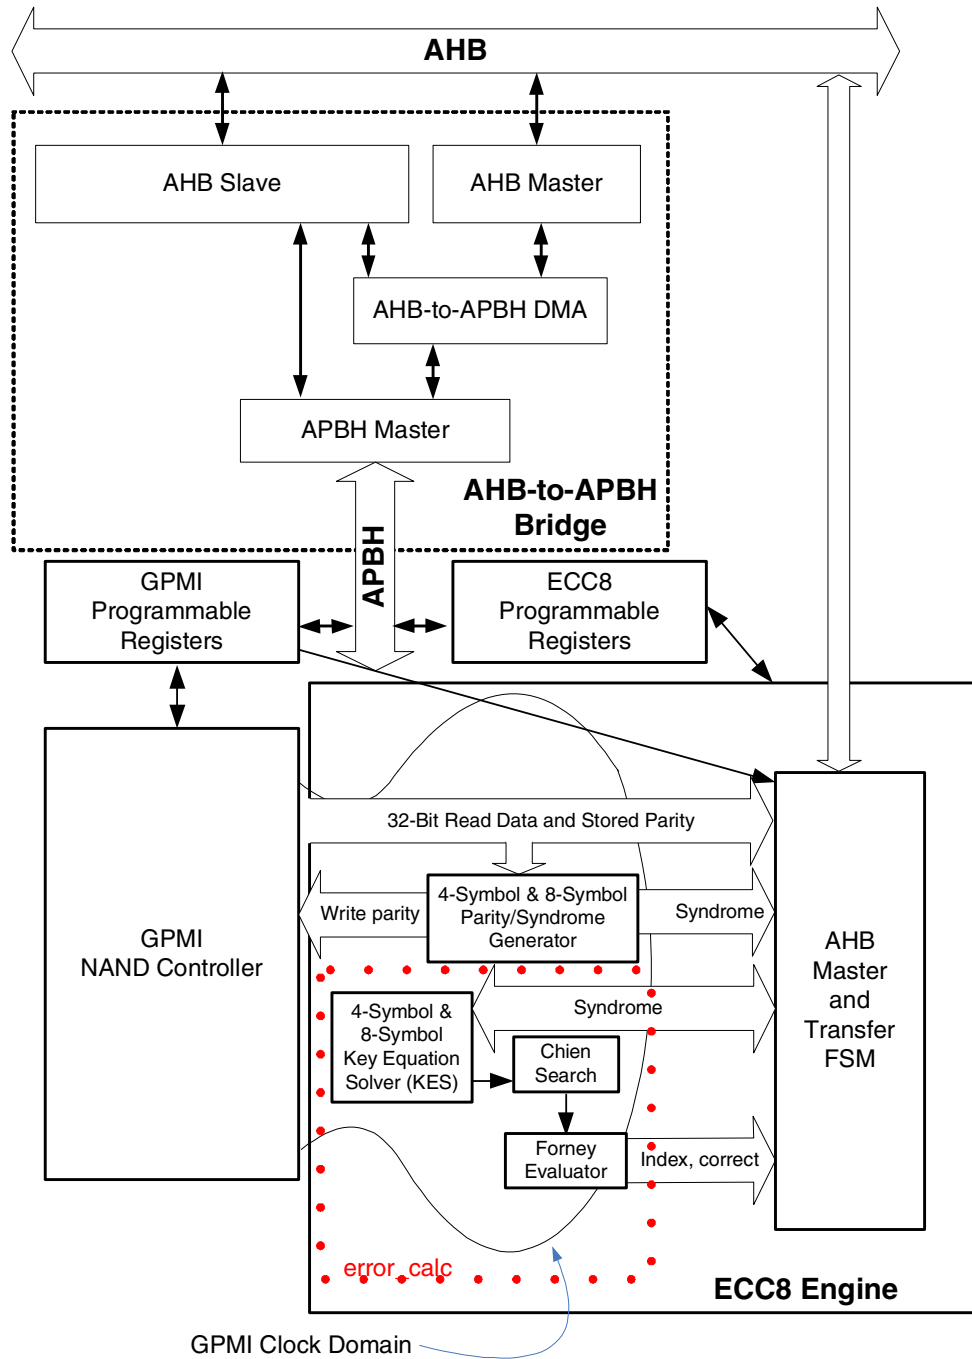 AHB
AHB Slave
AHB Master
AHB-to-APBH DMA
APBH Master
AHB-to-APBH
Bridge
APBH
GPMI
Programmable
Registers
ECC8
Programmable
Registers
32-Bit Read Data and Stored Parity
4-Symbol & 8-Symbol
Parity/Syndrome
Generator
Write parity
Syndrome
GPMI
NAND Controller
AHB
Master
and
Transfer
FSM
Syndrome
4-Symbol &
8-Symbol
Key Equation
Solver (KES)
Chien
Search
Forney
Evaluator
Index, correct
error_calc
ECC8 Engine
GPMI Clock Domain